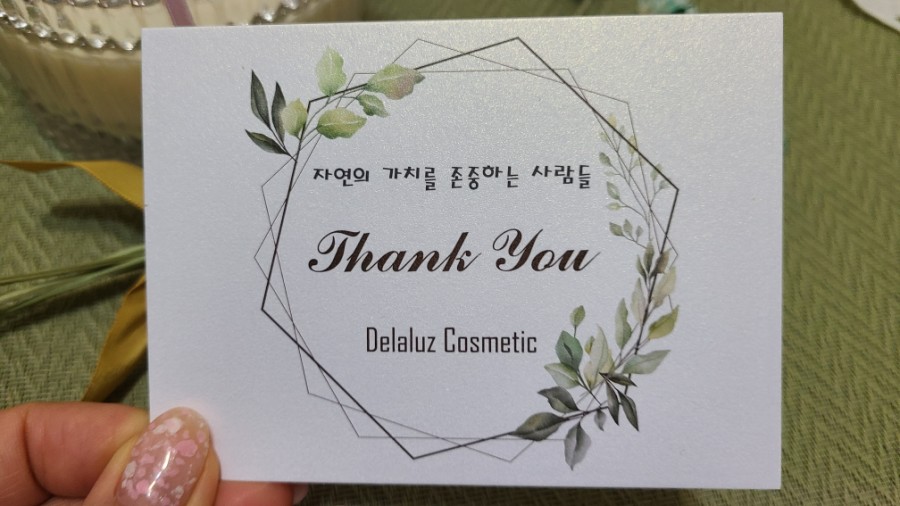 자연의 가치를 존중하는 사람들
Thank You
Delaluz Cosmetic